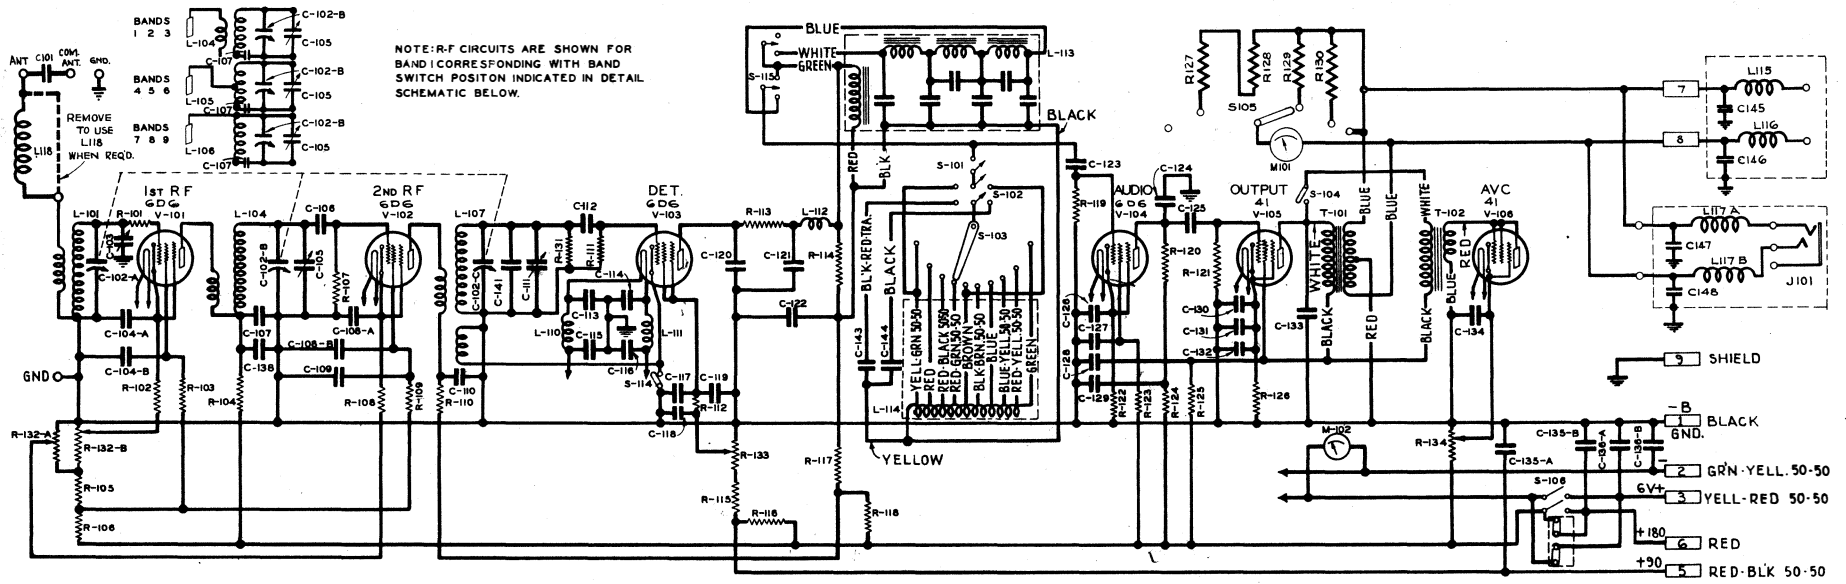 BANDS
1 2 3
L-104
C-107
C-102-B
C-105
BANDS
4 5 6
L-105
C-107
C-102-B
C-105
BANDS
7 8 9
L-106
C-107
C-102-B
C-105
ANT
C101
COM.
ANT.
GND.
L118
REMOVE
TO USE
L118
WHEN REQ'D.
NOTE: R-F CIRCUITS ARE SHOWN FOR
BAND 1 CORRESPONDING WITH BAND
SWITCH POSITON INDICATED IN DETAIL
SCHEMATIC BELOW.
1ST RF
6D6
V-101
L-101
R-101
C-103
C-102-A
C-104-A
C-104-B
R-102
R-103
GND
R-132-A
R-132-B
R-105
R-106
2ND RF
6D6
V-102
L-104
C-106
C-102-B
C-105
R-107
C-107
C-108-A
C-138
C-108-B
C-109
R-104
R-108
R-109
R-110
C-110
L-107
C-102-C
C-141
C-111
DET.
6D6
V-103
C-112
R-131
R-111
C-114
C-113
L-110
C-115
L-111
C-116
S-114
C-117
C-119
R-112
C-118
R-113
L-112
C-120
C-121
R-114
C-122
R-133
R-115
R-116
R-117
R-118
BLUE
WHITE
GREEN
S-115
L-113
BLACK
RED
BLK
S-101
S-102
S-103
BLK-RED-TRA.
BLACK
C-143
C-144
YELL-GRN 50-50
RED
RED-BLACK 5050
RED-GRN.50-50
BROWN
BLK-BRN. 50-50
BLUE
BLUE-YELL.50-50
RED-YELL.50-50
GREEN
L-114
YELLOW
C-123
R-119
AUDIO
6D6
V-104
C-124
C-125
R-120
C-126
C-127
C-128
C-129
R-122
R-123
R-124
R-125
OUTPUT
41
V-105
R-121
C-130
C-131
C-132
R-126
C-133
S-104
T-101
WHITE
BLACK
BLUE
BLUE
RED
R-127
R-128
R-129
R-130
S105
M101
AVC
41
V-106
T-102
WHITE
RED
BLUE
BLACK
C-134
R-134
M-102
C-135-A
C-135-B
C-136-A
C-136-B
S-106
7
8
L115
C145
L116
C146
L117A
C147
L117B
C148
J101
9 SHIELD
-B
1 BLACK
GND.
-
2 GR'N-YELL. 50-50
6V+
3 YELL-RED 50-50
+180
6 RED
+90
5 RED-BLK 50-50